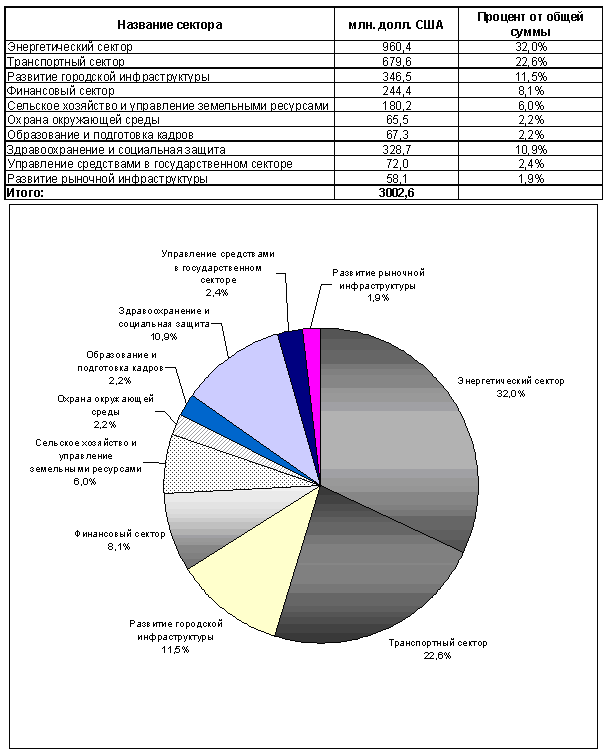 Название сектора млн. долл. США Процент от общей
суммы
Энергетический сектор 960,4 32,0%
Транспортный сектор 679,6 22,6%
Развитие городской инфраструктуры 346,5 11,5%
Финансовый сектор 244,4 8,1%
Сельское хозяйство и управление земельными ресурсами 180,2 6,0%
Охрана окружающей среды 65,5 2,2%
Образование и подготовка кадров 67,3 2,2%
Здравоохранение и социальная защита 328,7 10,9%
Управление средствами в государственном секторе 72,0 2,4%
Развитие рыночной инфраструктуры 58,1 1,9%
Итого: 3002,6
Управление средствами
в государственном
секторе
2,4%
Развитие рыночной
инфраструктуры
1,9%
Здравоохранение и
социальная защита
10,9%
Образование и
подготовка кадров
2,2%
Охрана окружающей
среды
2,2%
Сельское хозяйство и
управление
земельными ресурсами
6,0%
Финансовый сектор
8,1%
Развитие городской
инфраструктуры
11,5%
Энергетический сектор
32,0%
Транспортный сектор
22,6%